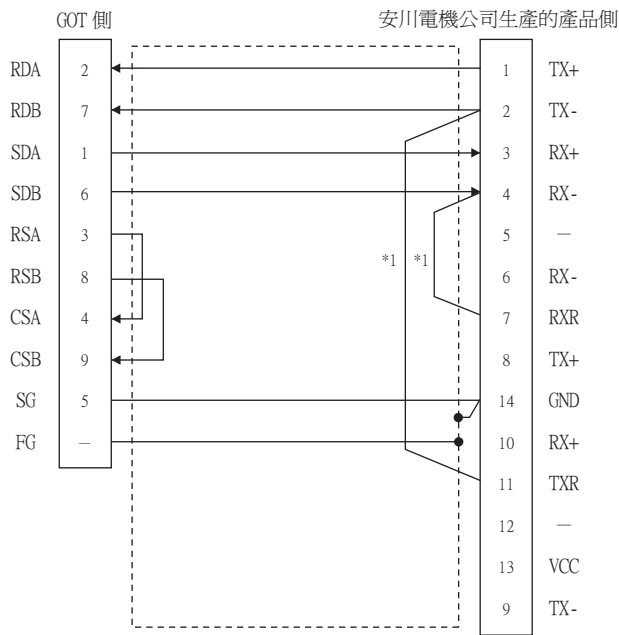 GOT 側 安川電機公司生產的產品側
RDA 2 1 TX+
RDB 7 2 TX-
SDA 1 3 RX+
SDB 6 4 RX-
RSA 3 5 —
RSB 8 *1 *1 6 RX-
CSA 4 7 RXR
CSB 9 8 TX+
SG 5 14 GND
FG — 10 RX+
11 TXR
12 —
13 VCC
9 TX-